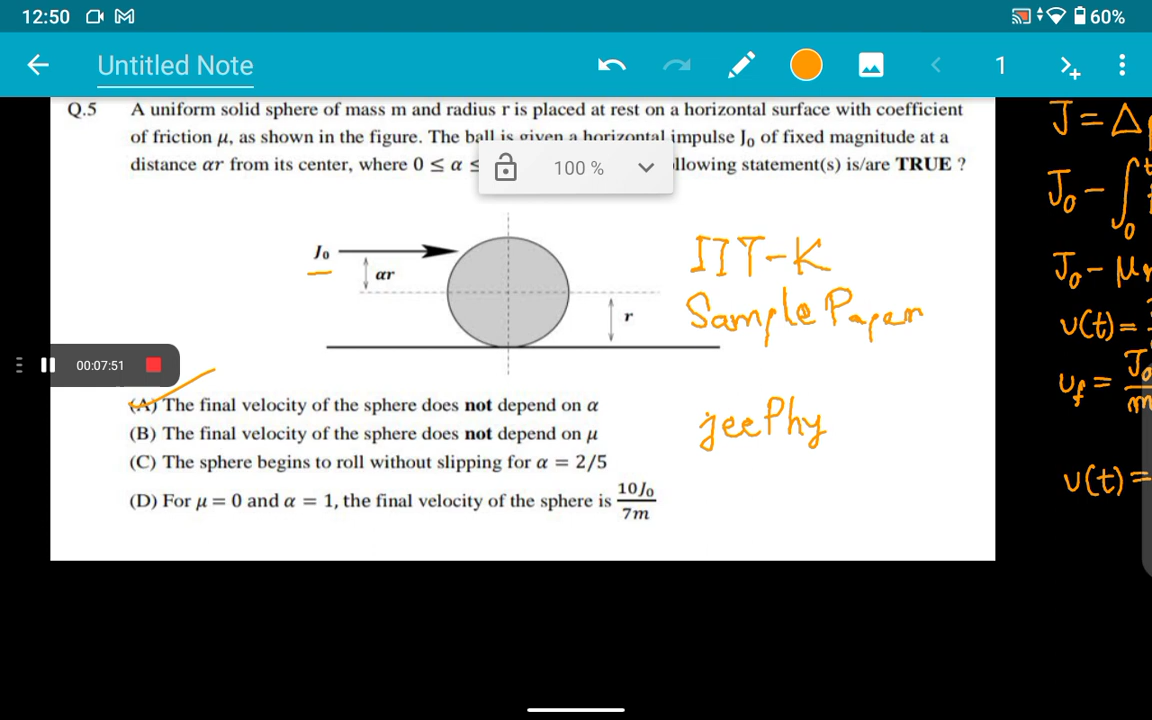 12:50
60%
Untitled Note
1
Q.5 A uniform solid sphere of mass m and radius r is placed at rest on a horizontal surface with coefficient
of friction μ, as shown in the figure. The ball is given a horizontal impulse J₀ of fixed magnitude at a
distance αr from its center, where 0 ≤ α ≤ llowing statement(s) is/are TRUE ?
100 %
J₀
αr
r
IIT-K
Sample Paper
00:07:51
(A) The final velocity of the sphere does not depend on α
(B) The final velocity of the sphere does not depend on μ
(C) The sphere begins to roll without slipping for α = 2/5
(D) For μ = 0 and α = 1, the final velocity of the sphere is 10J₀/7m
jeePhy
J = Δ
J₀ - ∫₀
J₀ - μ
v(t) =
v_f = J₀/m
v(t) =